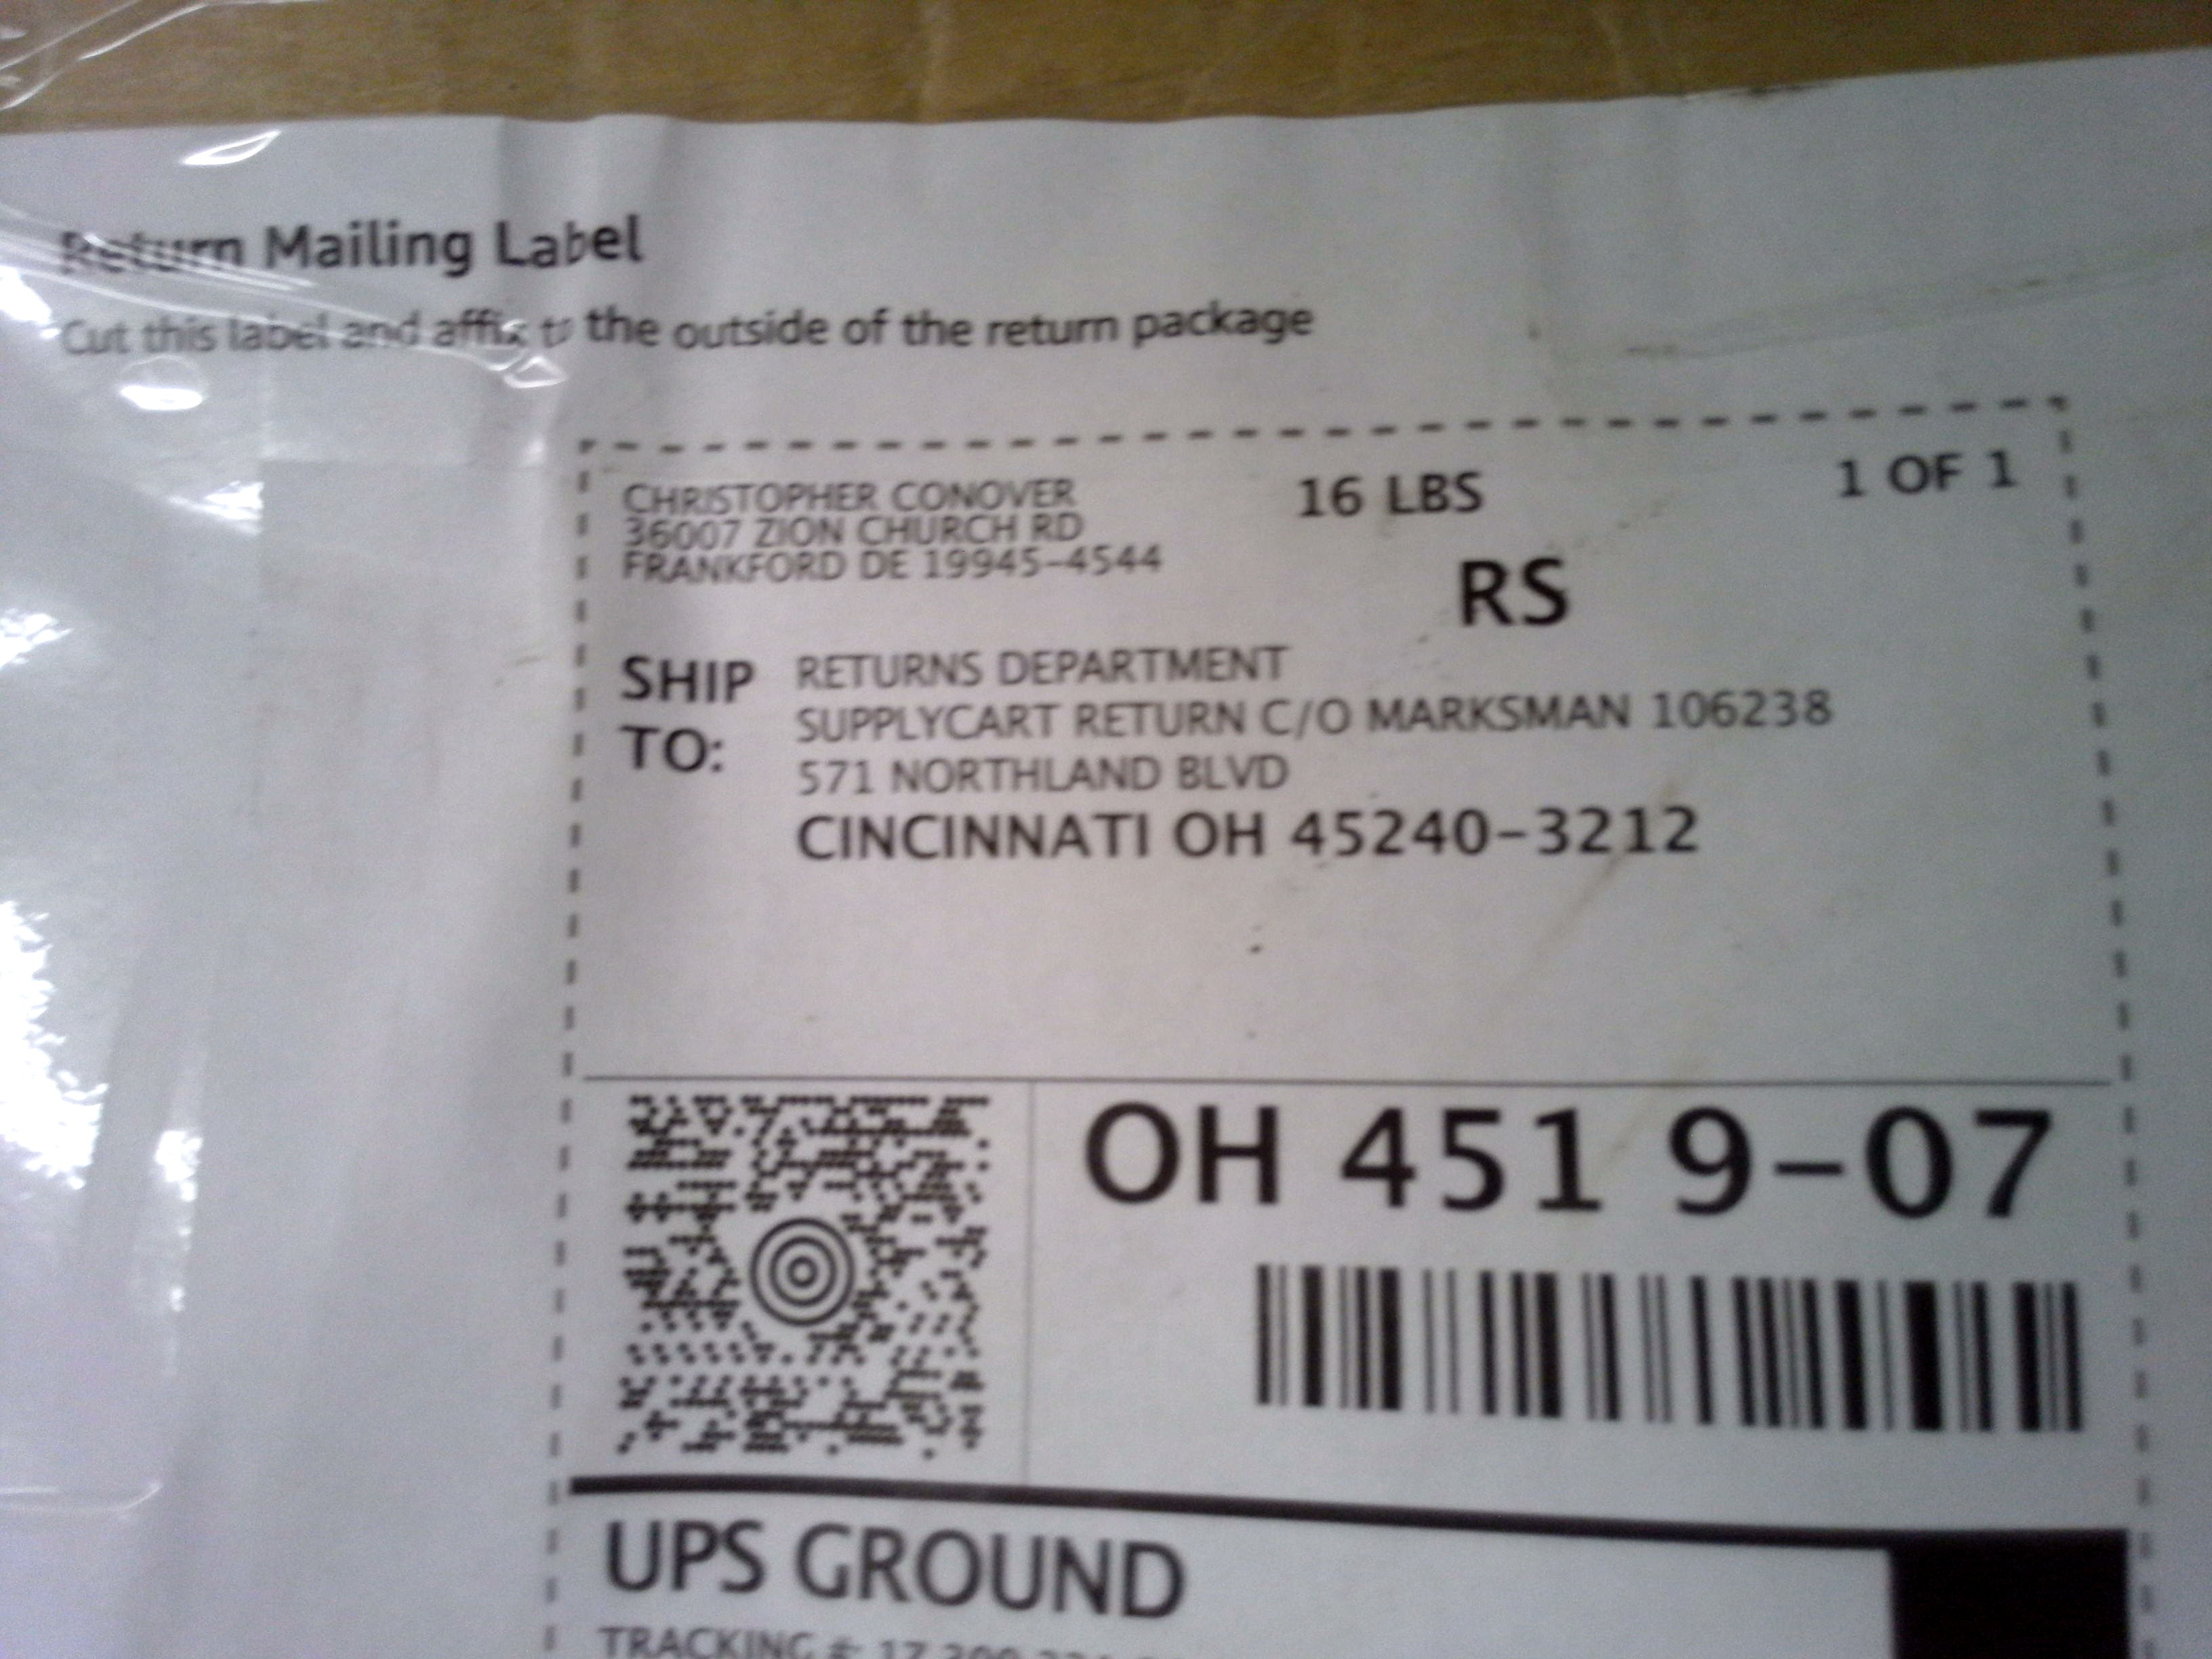 Return Mailing Label
Cut this label and affix to the outside of the return package
CHRISTOPHER CONOVER 16 LBS 1 OF 1
36007 ZION CHURCH RD
FRANKFORD DE 19945-4544
RS
SHIP TO:
RETURNS DEPARTMENT
SUPPLYCART RETURN C/O MARKSMAN 106238
571 NORTHLAND BLVD
CINCINNATI OH 45240-3212
OH 451 9-07
UPS GROUND
TRACKING #: